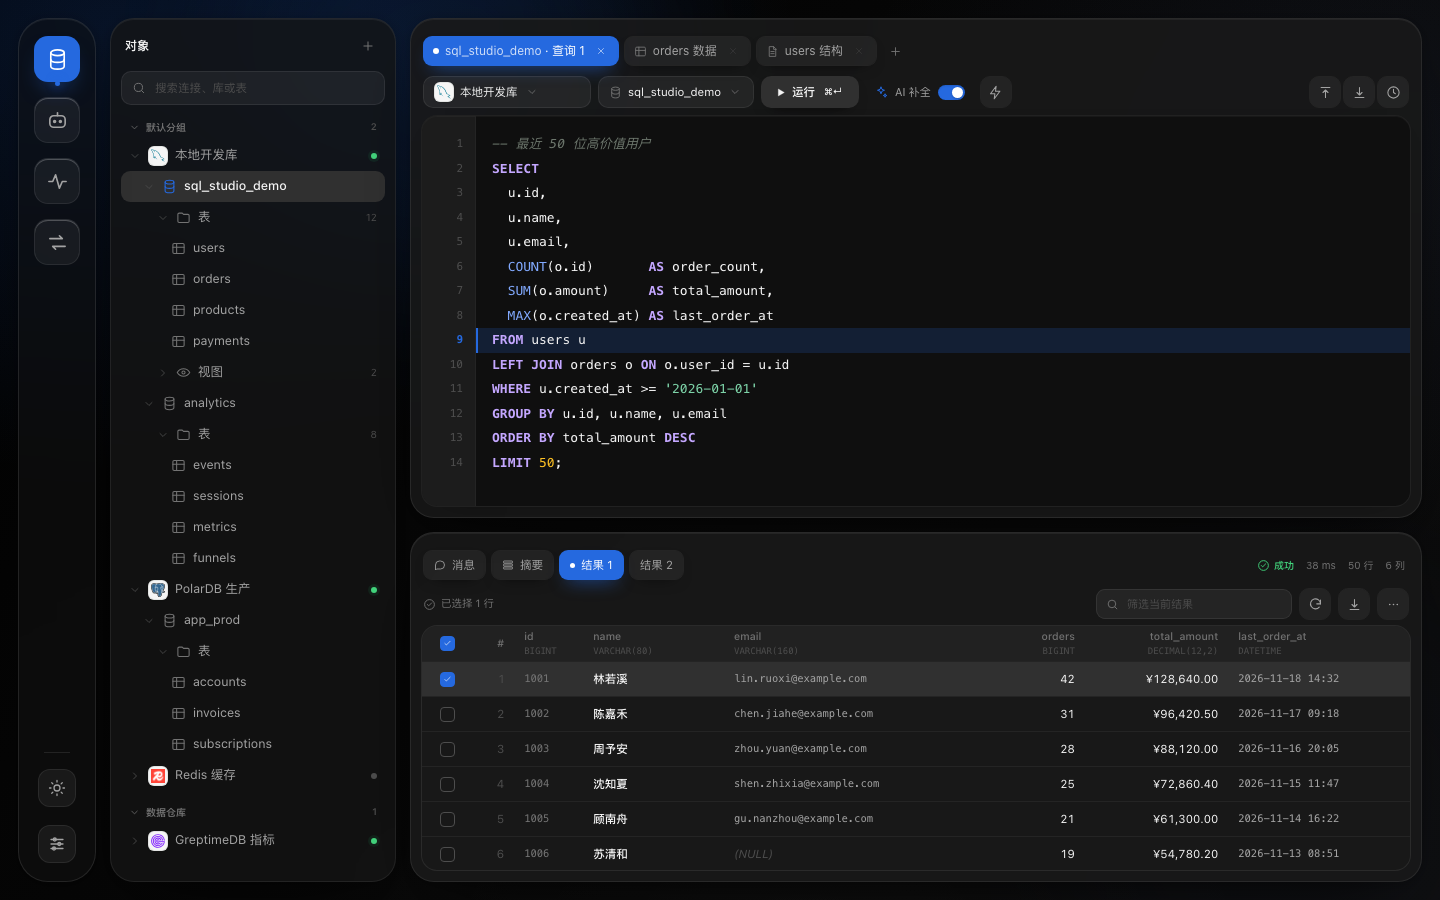 对象
搜索连接、库或表
默认分组 2
本地开发库
sql_studio_demo
表 12
users
orders
products
payments
视图 2
analytics
表 8
events
sessions
metrics
funnels
PolarDB 生产
app_prod
表
accounts
invoices
subscriptions
Redis 缓存
数据仓库 1
GreptimeDB 指标
sql_studio_demo · 查询 1 × orders 数据 × users 结构 × +
本地开发库 sql_studio_demo 运行 ⌘↵ AI 补全
1 -- 最近 50 位高价值用户
2 SELECT
3 u.id,
4 u.name,
5 u.email,
6 COUNT(o.id) AS order_count,
7 SUM(o.amount) AS total_amount,
8 MAX(o.created_at) AS last_order_at
9 FROM users u
10 LEFT JOIN orders o ON o.user_id = u.id
11 WHERE u.created_at >= '2026-01-01'
12 GROUP BY u.id, u.name, u.email
13 ORDER BY total_amount DESC
14 LIMIT 50;
消息 摘要 结果 1 结果 2 成功 38 ms 50 行 6 列
已选择 1 行 筛选当前结果
# id name email orders total_amount last_order_at
BIGINT VARCHAR(80) VARCHAR(160) BIGINT DECIMAL(12,2) DATETIME
1 1001 林若溪 lin.ruoxi@example.com 42 ¥128,640.00 2026-11-18 14:32
2 1002 陈嘉禾 chen.jiahe@example.com 31 ¥96,420.50 2026-11-17 09:18
3 1003 周予安 zhou.yuan@example.com 28 ¥88,120.00 2026-11-16 20:05
4 1004 沈知夏 shen.zhixia@example.com 25 ¥72,860.40 2026-11-15 11:47
5 1005 顾南舟 gu.nanzhou@example.com 21 ¥61,300.00 2026-11-14 16:22
6 1006 苏清和 (NULL) 19 ¥54,780.20 2026-11-13 08:51